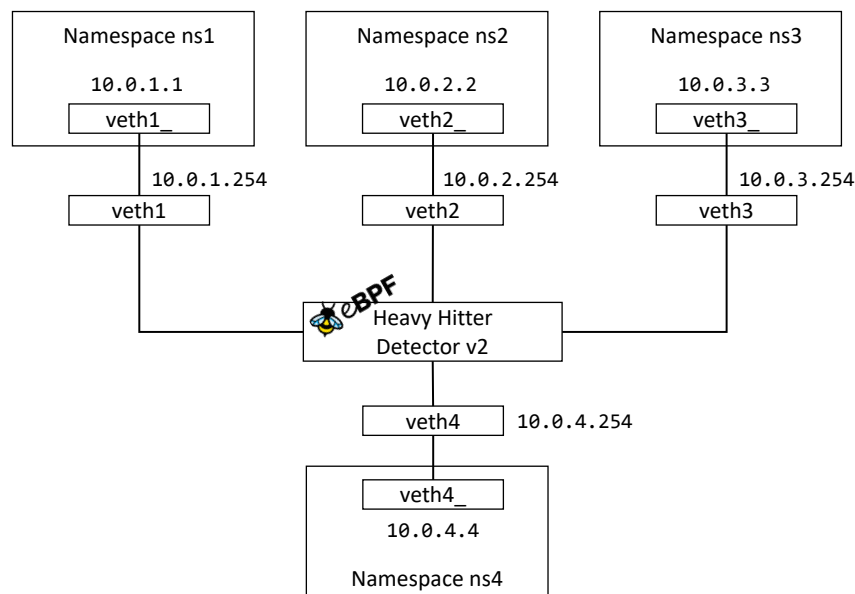 Namespace ns1
Namespace ns2
Namespace ns3
10.0.1.1
10.0.2.2
10.0.3.3
veth1_
veth2_
veth3_
10.0.1.254
10.0.2.254
10.0.3.254
veth1
veth2
veth3
eBPF
Heavy Hitter
Detector v2
veth4
10.0.4.254
veth4_
10.0.4.4
Namespace ns4